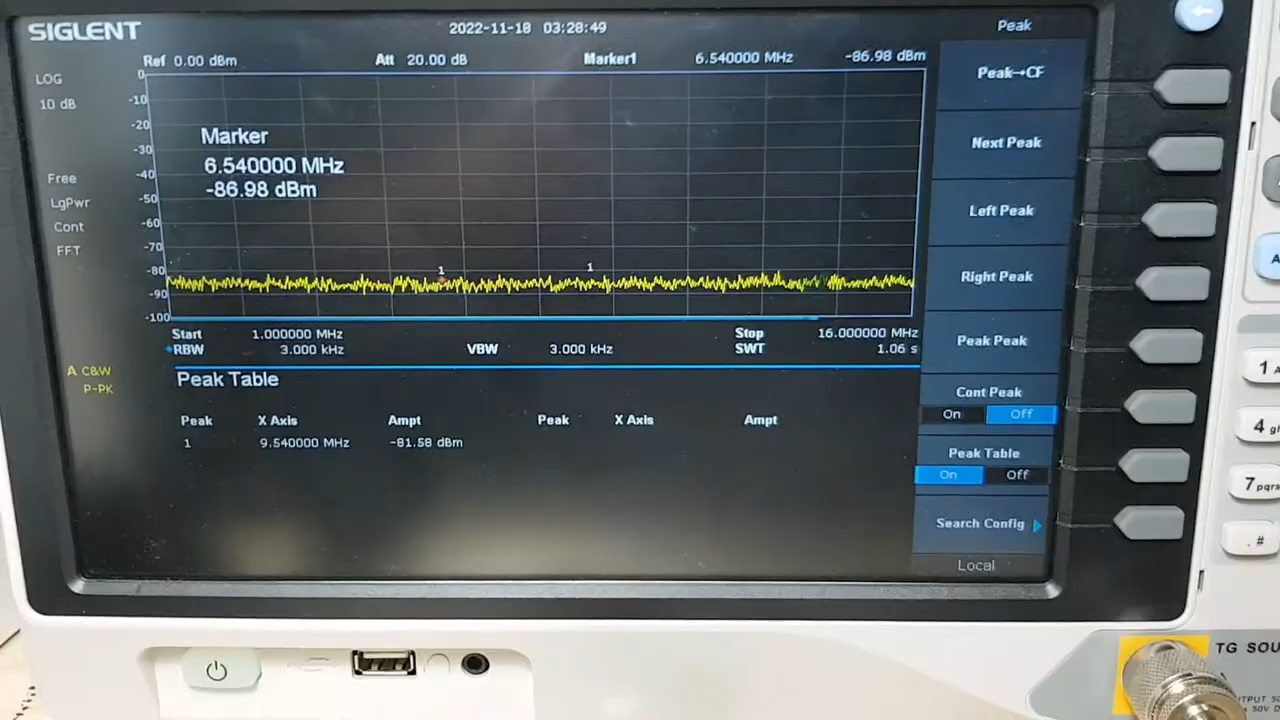 SIGLENT
2022-11-18 03:28:49
Peak
LOG
10 dB
Free
LgPwr
Cont
FFT
A C&W
P-PK
Ref 0.00 dBm Att 20.00 dB Marker1 6.540000 MHz -86.98 dBm
0
-10
-20
-30
-40
-50
-60
-70
-80
-90
-100
Marker
6.540000 MHz
-86.98 dBm
1 1
Start 1.000000 MHz Stop 16.000000 MHz
RBW 3.000 kHz VBW 3.000 kHz SWT 1.06 s
Peak Table
Peak X Axis Ampt Peak X Axis Ampt
1 9.540000 MHz -81.58 dBm
Peak→CF
Next Peak
Left Peak
Right Peak
Peak Peak
Cont Peak
On Off
Peak Table
On Off
Search Config
Local
A
1
4 gh
7 pqrs
. #
TG SOU